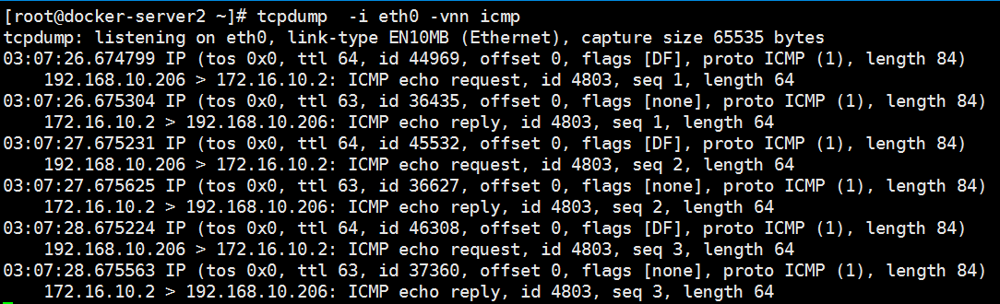 [root@docker-server2 ~]# tcpdump  -i eth0 -vnn icmp
tcpdump: listening on eth0, link-type EN10MB (Ethernet), capture size 65535 bytes
03:07:26.674799 IP (tos 0x0, ttl 64, id 44969, offset 0, flags [DF], proto ICMP (1), length 84)
    192.168.10.206 > 172.16.10.2: ICMP echo request, id 4803, seq 1, length 64
03:07:26.675304 IP (tos 0x0, ttl 63, id 36435, offset 0, flags [none], proto ICMP (1), length 84)
    172.16.10.2 > 192.168.10.206: ICMP echo reply, id 4803, seq 1, length 64
03:07:27.675231 IP (tos 0x0, ttl 64, id 45532, offset 0, flags [DF], proto ICMP (1), length 84)
    192.168.10.206 > 172.16.10.2: ICMP echo request, id 4803, seq 2, length 64
03:07:27.675625 IP (tos 0x0, ttl 63, id 36627, offset 0, flags [none], proto ICMP (1), length 84)
    172.16.10.2 > 192.168.10.206: ICMP echo reply, id 4803, seq 2, length 64
03:07:28.675224 IP (tos 0x0, ttl 64, id 46308, offset 0, flags [DF], proto ICMP (1), length 84)
    192.168.10.206 > 172.16.10.2: ICMP echo request, id 4803, seq 3, length 64
03:07:28.675563 IP (tos 0x0, ttl 63, id 37360, offset 0, flags [none], proto ICMP (1), length 84)
    172.16.10.2 > 192.168.10.206: ICMP echo reply, id 4803, seq 3, length 64